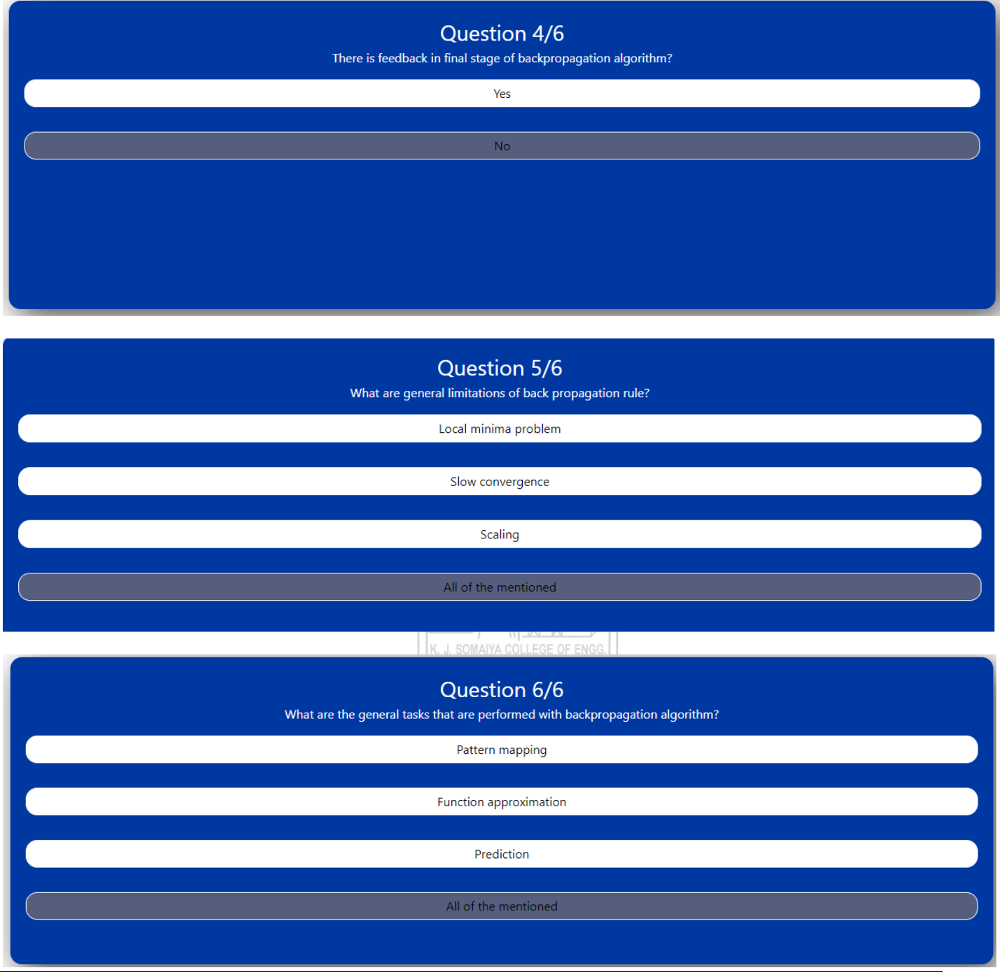 Question 4/6
There is feedback in final stage of backpropagation algorithm?
Yes
No
Question 5/6
What are general limitations of back propagation rule?
Local minima problem
Slow convergence
Scaling
All of the mentioned
K. J. SOMAIYA COLLEGE OF ENGG.
Question 6/6
What are the general tasks that are performed with backpropagation algorithm?
Pattern mapping
Function approximation
Prediction
All of the mentioned